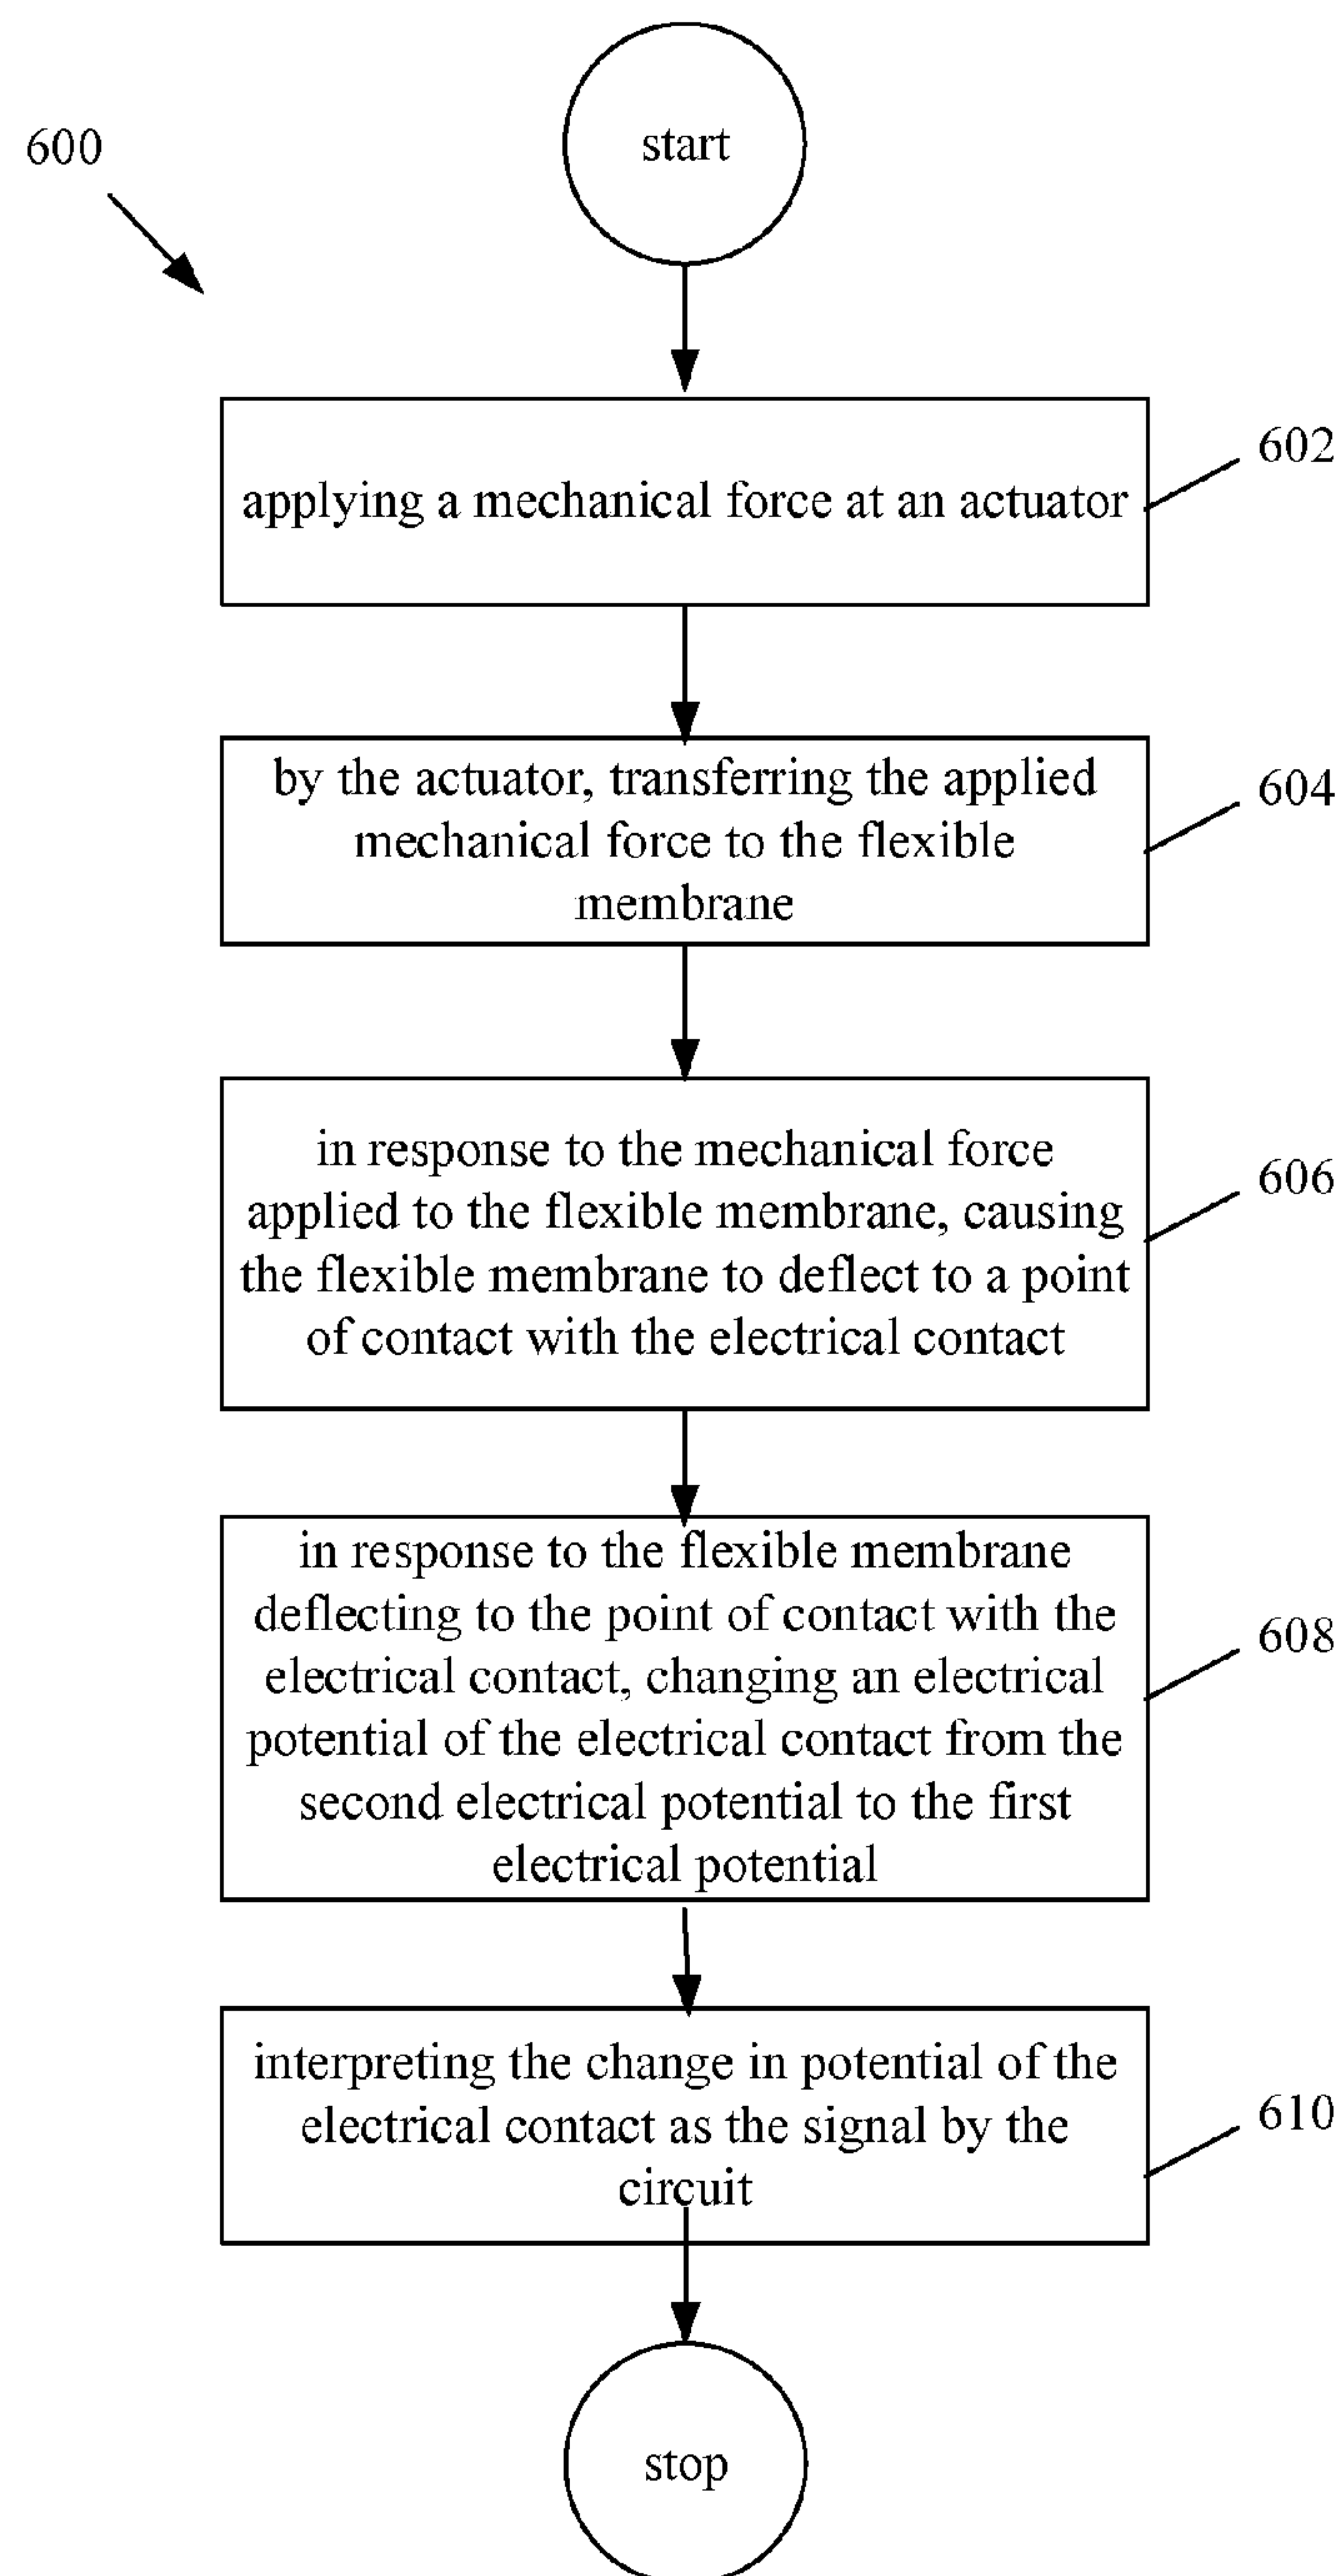 start
600
applying a mechanical force at an actuator
602
by the actuator, transferring the applied
mechanical force to the flexible
membrane
604
in response to the mechanical force
applied to the flexible membrane, causing
the flexible membrane to deflect to a point
of contact with the electrical contact
606
in response to the flexible membrane
deflecting to the point of contact with the
electrical contact, changing an electrical
potential of the electrical contact from the
second electrical potential to the first
electrical potential
608
interpreting the change in potential of the
electrical contact as the signal by the
circuit
610
stop